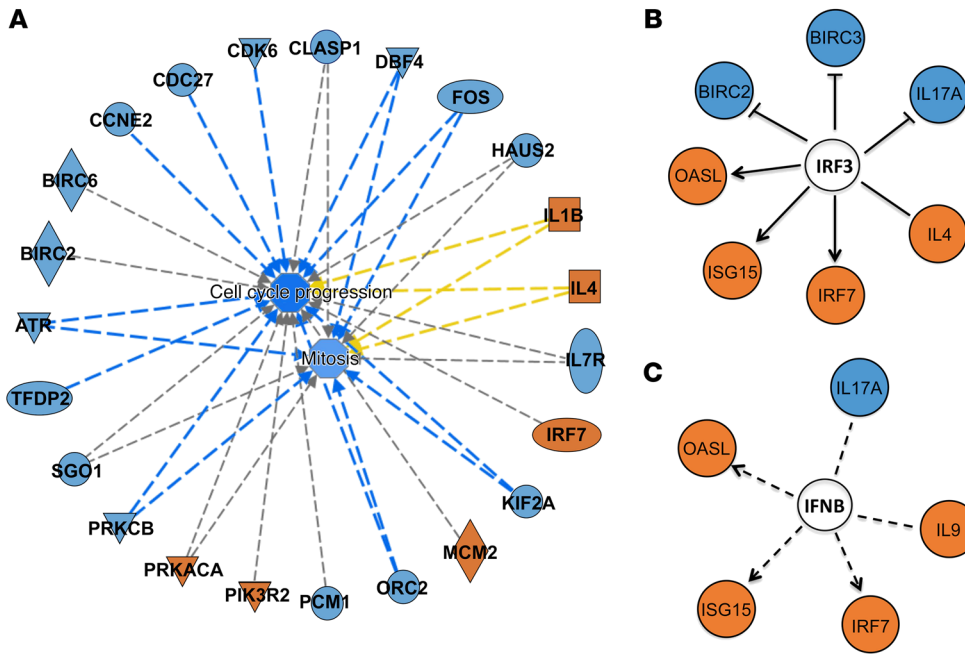 A
CDK6
CLASP1
DBF4
CDC27
FOS
CCNE2
HAUS2
BIRC6
IL1B
BIRC2
Cell cycle progression
IL4
ATR
Mitosis
IL7R
TFDP2
IRF7
SGO1
KIF2A
PRKCB
MCM2
PRKACA
PIK3R2
PCM1
ORC2
B
BIRC3
BIRC2
IL17A
OASL
IRF3
IL4
ISG15
IRF7
C
IL17A
OASL
IFNB
IL9
ISG15
IRF7